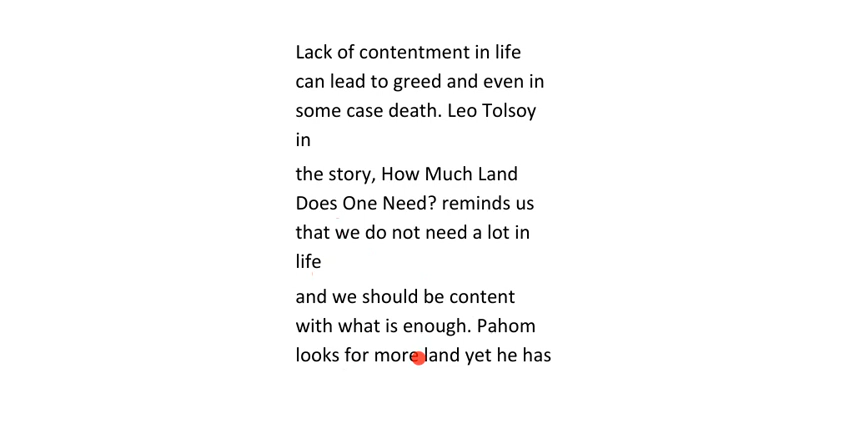 Lack of contentment in life
can lead to greed and even in
some case death. Leo Tolsoy
in
the story, How Much Land
Does One Need? reminds us
that we do not need a lot in
life
and we should be content
with what is enough. Pahom
looks for more land yet he has